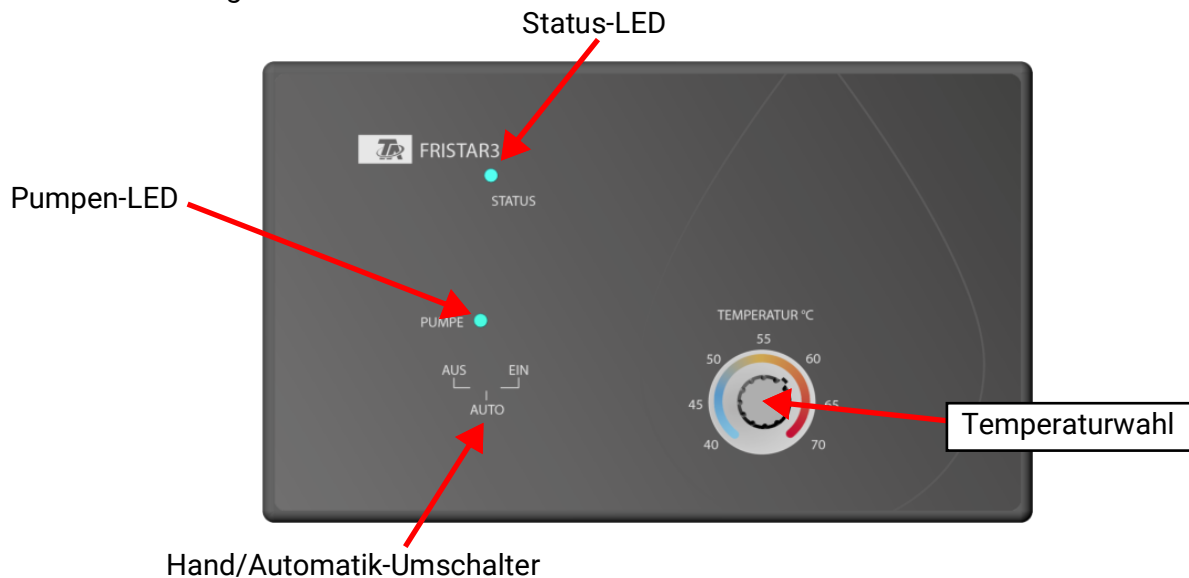 Status-LED
TA FRISTAR3
STATUS
Pumpen-LED
PUMPE
TEMPERATUR °C
55
50 60
45 65
40 70
AUS EIN
AUTO
Temperaturwahl
Hand/Automatik-Umschalter